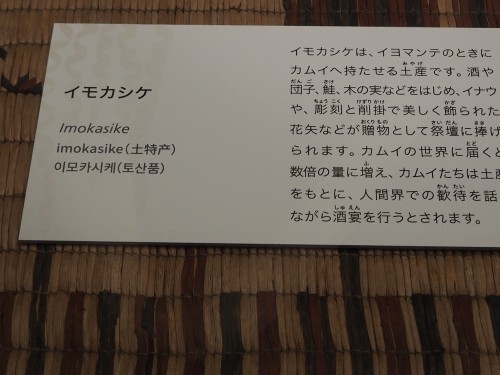 イモカシケ
Imokasike
imokasike(土特产)
이모카시케(토산품)
イモカシケは、イヨマンテのときに
カムイへ持たせる土産です。酒や
団子、鮭、木の実などをはじめ、イナウ
や、彫刻と削掛で美しく飾られた
花矢などが贈物として祭壇に捧げ
られます。カムイの世界に届くと
数倍の量に増え、カムイたちは土産
をもとに、人間界での歓待を話し
ながら酒宴を行うとされます。